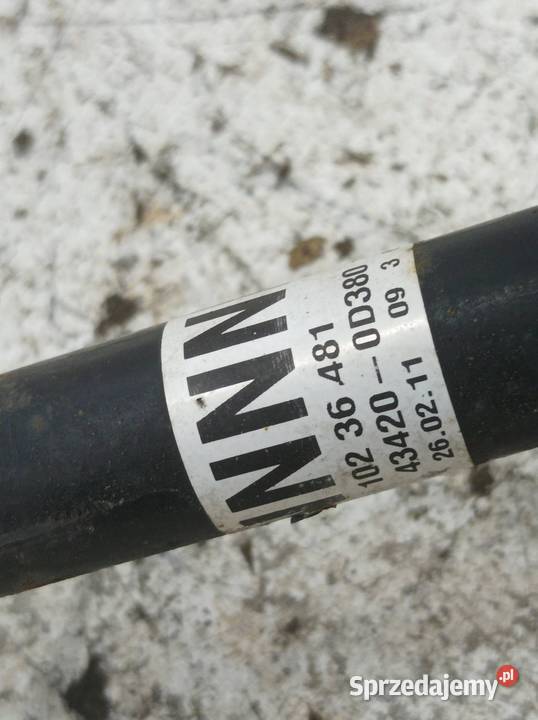 NNN
102 36 481
43420-0D380
26.02.11 09 3
Sprzedajemy.pl